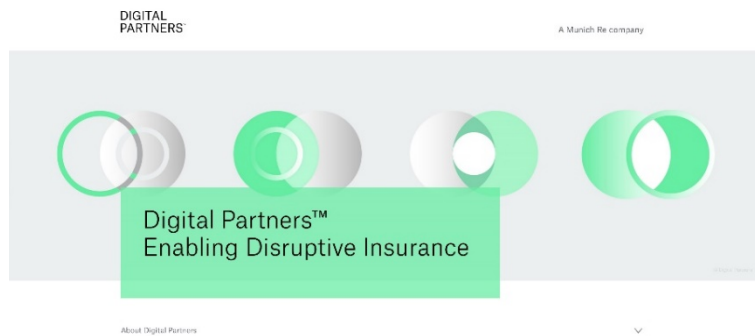 DIGITAL
PARTNERS™
A Munich Re company
Digital Partners™
Enabling Disruptive Insurance
About Digital Partners